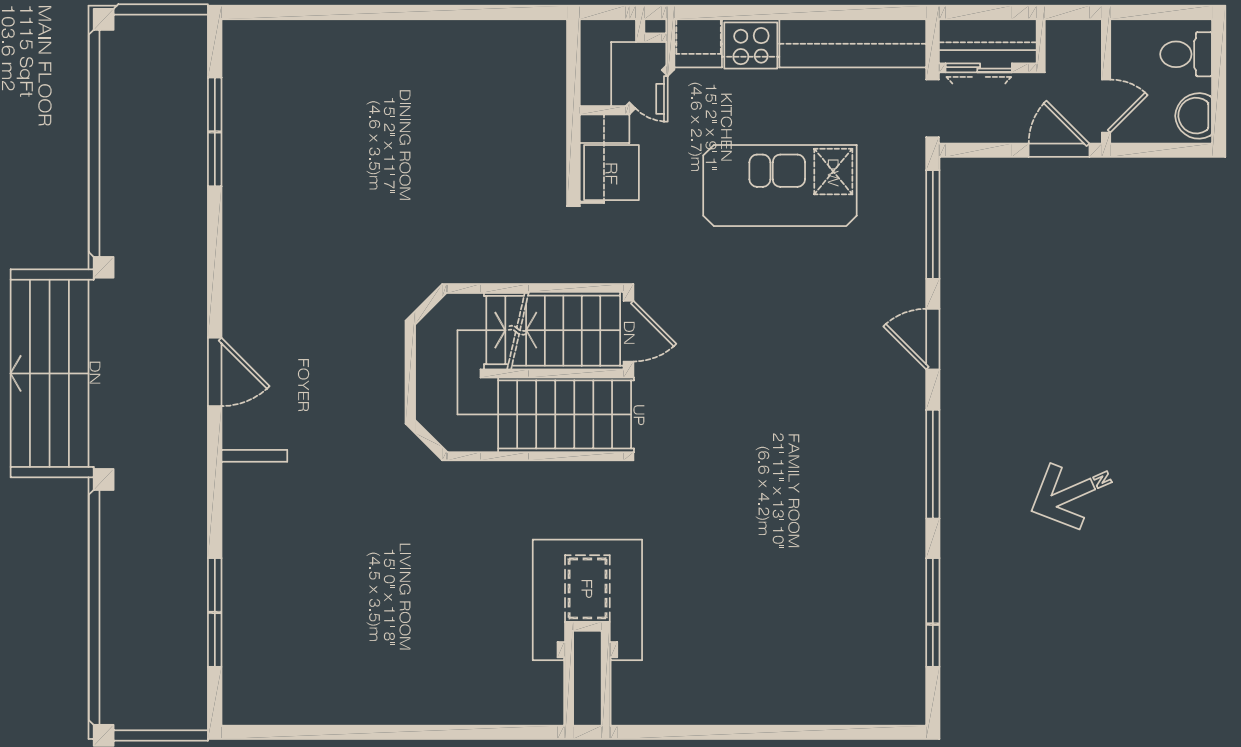 MAIN FLOOR
1115 SqFt
103.6 m2
DINING ROOM
15' 2" x 11' 7"
(4.6 x 3.5)m
KITCHEN
15' 2" x 9' 1"
(4.6 x 2.7)m
RF
DW
DN
UP
DN
FOYER
FAMILY ROOM
21' 11" x 13' 10"
(6.6 x 4.2)m
LIVING ROOM
15' 0" x 11' 8"
(4.5 x 3.5)m
FP
N